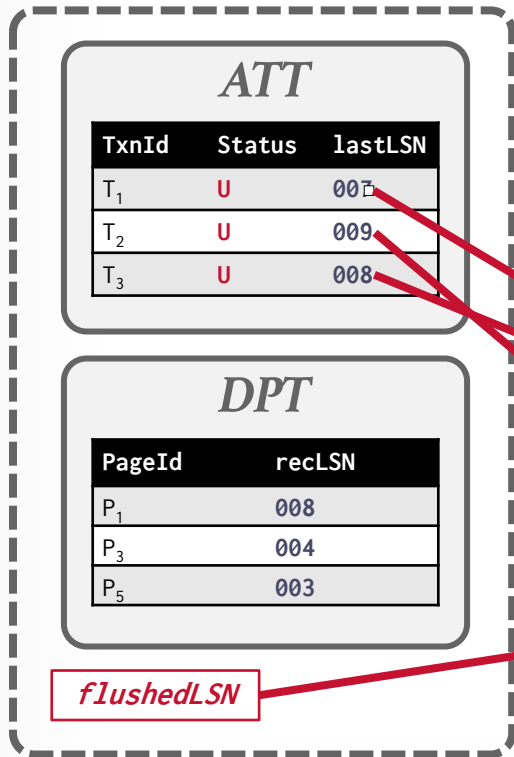 ATT
TxnId Status lastLSN
T1 U 007
T2 U 009
T3 U 008
DPT
PageId recLSN
P1 008
P3 004
P5 003
flushedLSN